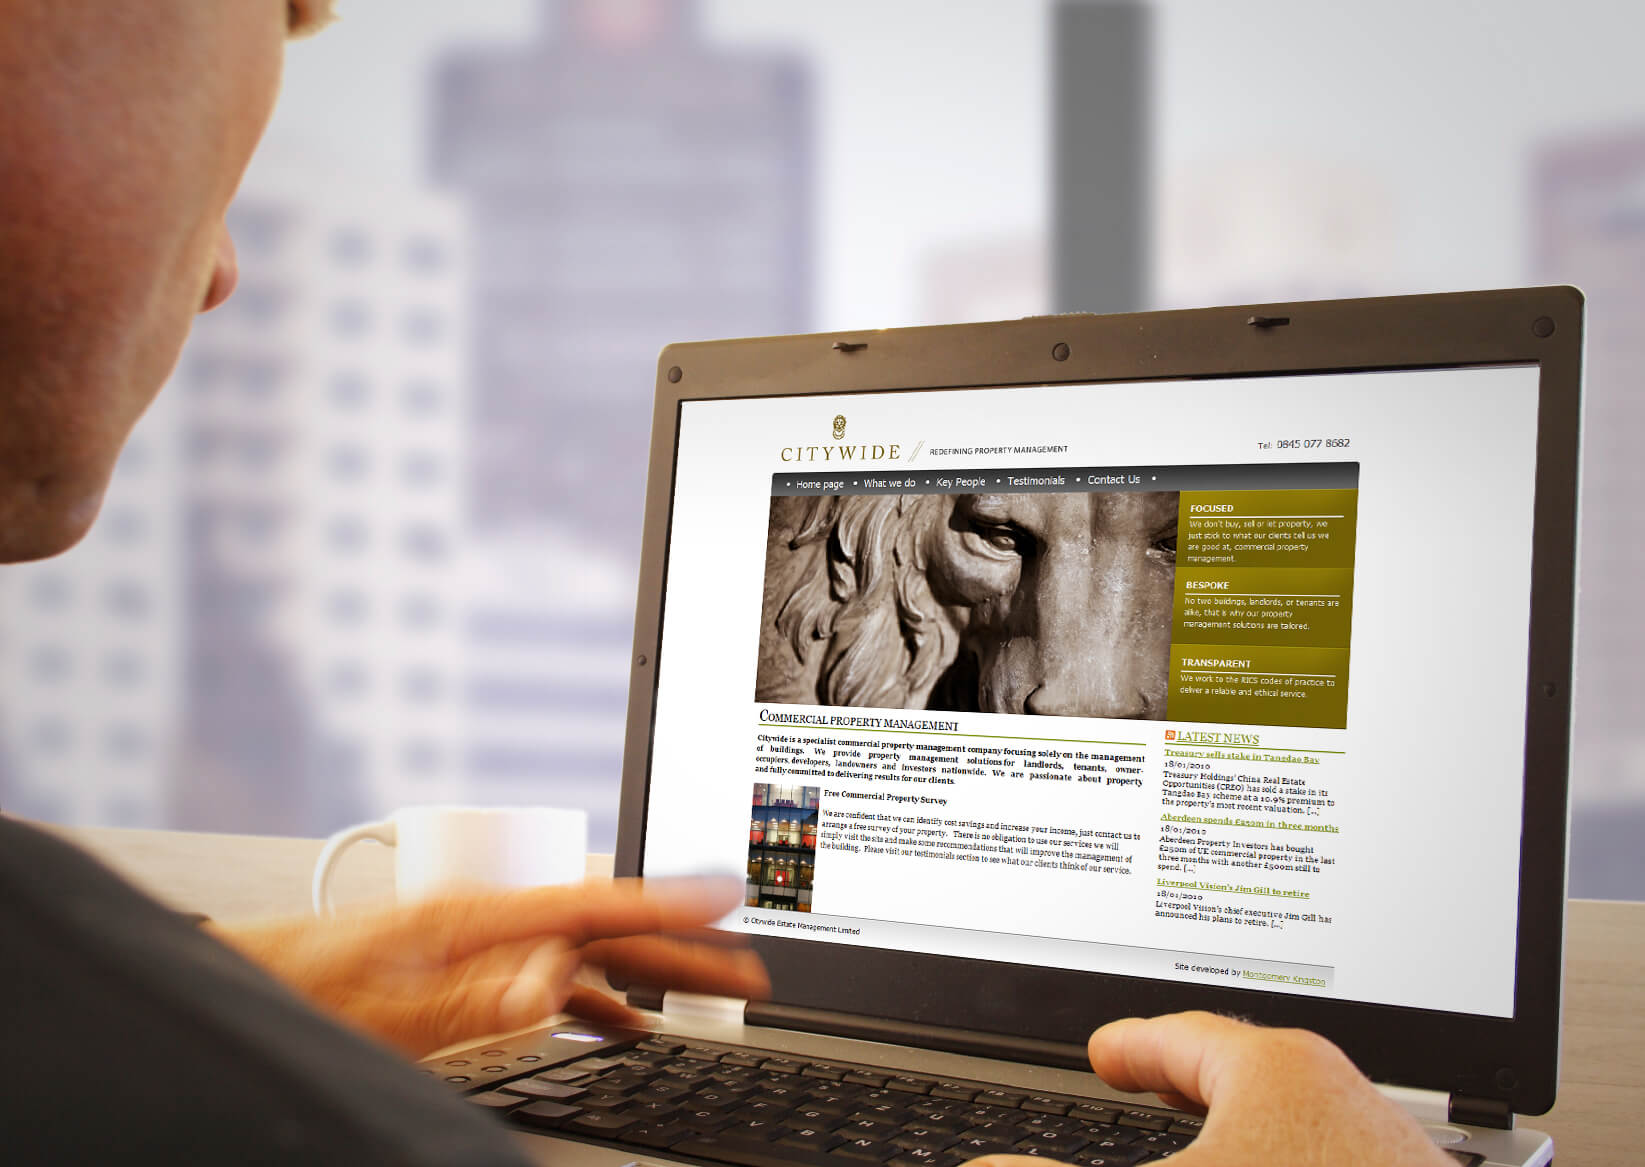 CITYWIDE // REDEFINING PROPERTY MANAGEMENT
Tel: 0845 077 8682
• Home page • What we do • Key People • Testimonials • Contact Us •
FOCUSED
We don't buy, sell or let property, we
just stick to what our clients tell us we
are good at, commercial property
management.
BESPOKE
No two buildings, landlords, or tenants are
alike, that is why our property
management solutions are tailored.
TRANSPARENT
We work to the RICS codes of practice to
deliver a reliable and ethical service.
COMMERCIAL PROPERTY MANAGEMENT
Citywide is a specialist commercial property management company focusing solely on the management
of buildings. We provide property management solutions for landlords, tenants, owner-
occupiers, developers, landowners and investors nationwide. We are passionate about property
and fully committed to delivering results for our clients.
Free Commercial Property Survey
We are confident that we can identify cost savings and increase your income, just contact us to
arrange a free survey of your property. There is no obligation to use our services we will
simply visit the site and make some recommendations that will improve the management of
the building. Please visit our testimonials section to see what our clients think of our service.
LATEST NEWS
Treasury sells stake in Tangdao Bay
18/01/2010
Treasury Holdings' China Real Estate
Opportunities (CREO) has sold a stake in its
Tangdao Bay scheme at a 10.9% premium to
the property's most recent valuation. [...]
Aberdeen spends £250m in three months
18/01/2010
Aberdeen Property Investors has bought
£250m of UK commercial property in the last
three months with another £500m still to
spend. [...]
Liverpool Vision's Jim Gill to retire
18/01/2010
Liverpool Vision's chief executive Jim Gill has
announced his plans to retire. [...]
© Citywide Estate Management Limited
Site developed by Montgomery Kingston